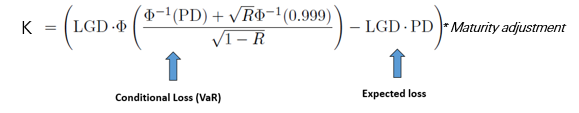 K = ( LGD·Φ ( (Φ⁻¹(PD) + √R Φ⁻¹(0.999)) / √(1 − R) ) − LGD · PD ) * Maturity adjustment
Conditional Loss (VaR) Expected loss